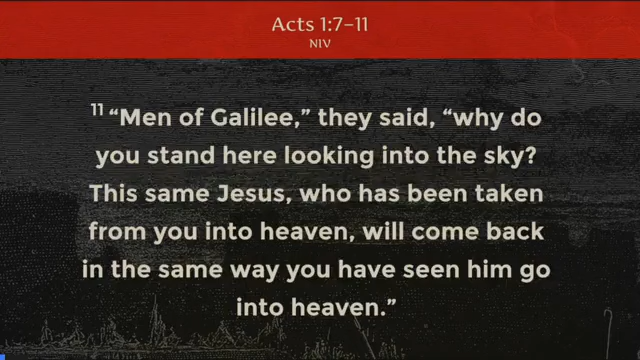 Acts 1:7-11
NIV
11 “Men of Galilee,” they said, “why do
you stand here looking into the sky?
This same Jesus, who has been taken
from you into heaven, will come back
in the same way you have seen him go
into heaven.”